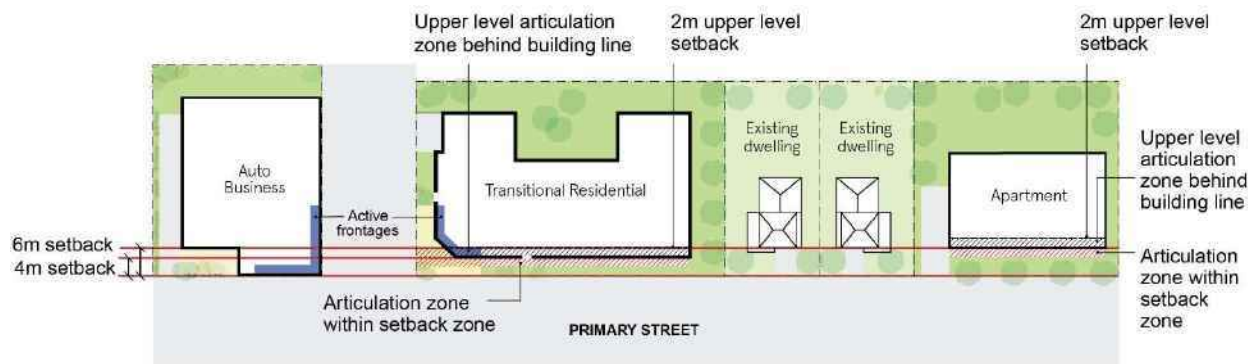 Upper level articulation
zone behind building line
2m upper level
setback
2m upper level
setback
Auto
Business
Active
frontages
Transitional Residential
Existing
dwelling
Existing
dwelling
Apartment
Upper level
articulation
zone behind
building line
6m setback
4m setback
Articulation zone
within setback zone
Articulation
zone within
setback
zone
PRIMARY STREET